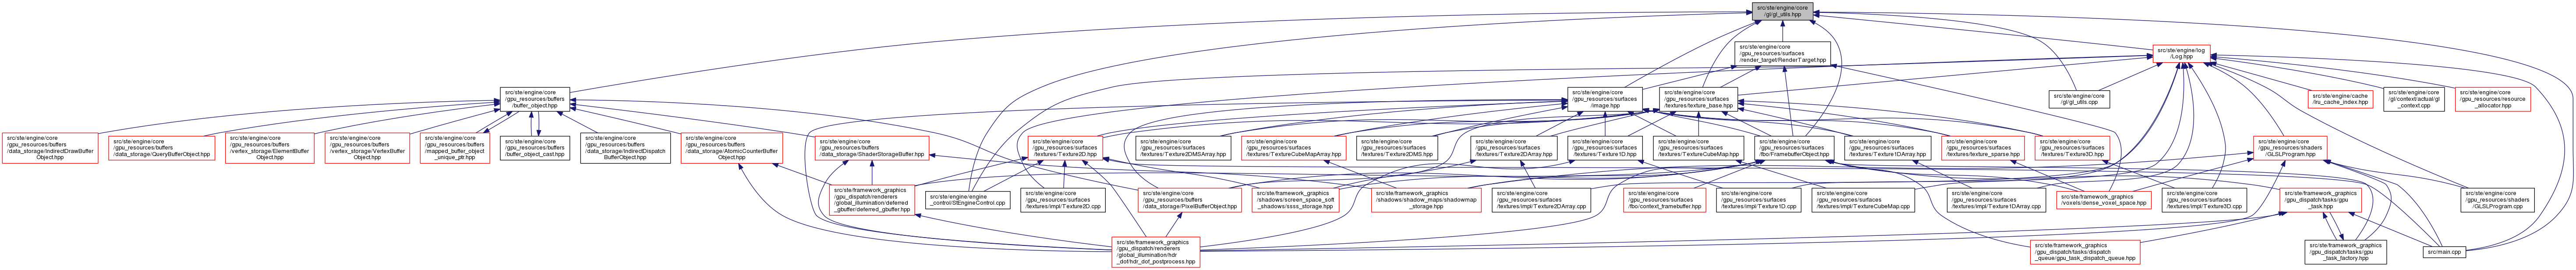 src/ste/engine/core
/gl/gl_utils.hpp
src/ste/engine/core
/gpu_resources/surfaces
/render_target/RenderTarget.hpp
src/ste/engine/log
/Log.hpp
src/ste/engine/core
/gpu_resources/buffers
/buffer_object.hpp
src/ste/engine/core
/gpu_resources/surfaces
/image.hpp
src/ste/engine/core
/gpu_resources/surfaces
/textures/texture_base.hpp
src/ste/engine/core
/gl/gl_utils.cpp
src/ste/engine/cache
/lru_cache_index.hpp
src/ste/engine/core
/gl/context/actual/gl
_context.cpp
src/ste/engine/core
/gpu_resources/resource
_allocator.hpp
src/ste/engine/core
/gpu_resources/buffers
/data_storage/IndirectDrawBuffer
Object.hpp
src/ste/engine/core
/gpu_resources/buffers
/data_storage/QueryBufferObject.hpp
src/ste/engine/core
/gpu_resources/buffers
/vertex_storage/ElementBuffer
Object.hpp
src/ste/engine/core
/gpu_resources/buffers
/vertex_storage/VertexBuffer
Object.hpp
src/ste/engine/core
/gpu_resources/buffers
/mapped_buffer_object
_unique_ptr.hpp
src/ste/engine/core
/gpu_resources/buffers
/buffer_object_cast.hpp
src/ste/engine/core
/gpu_resources/buffers
/data_storage/IndirectDispatch
BufferObject.hpp
src/ste/engine/core
/gpu_resources/buffers
/data_storage/AtomicCounterBuffer
Object.hpp
src/ste/engine/core
/gpu_resources/buffers
/data_storage/ShaderStorageBuffer.hpp
src/ste/engine/core
/gpu_resources/surfaces
/textures/Texture2D.hpp
src/ste/engine/core
/gpu_resources/surfaces
/textures/Texture2DMSArray.hpp
src/ste/engine/core
/gpu_resources/surfaces
/textures/TextureCubeMapArray.hpp
src/ste/engine/core
/gpu_resources/surfaces
/textures/Texture2DMS.hpp
src/ste/engine/core
/gpu_resources/surfaces
/textures/Texture2DArray.hpp
src/ste/engine/core
/gpu_resources/surfaces
/textures/Texture1D.hpp
src/ste/engine/core
/gpu_resources/surfaces
/textures/TextureCubeMap.hpp
src/ste/engine/core
/gpu_resources/surfaces
/fbo/FramebufferObject.hpp
src/ste/engine/core
/gpu_resources/surfaces
/textures/Texture1DArray.hpp
src/ste/engine/core
/gpu_resources/surfaces
/textures/texture_sparse.hpp
src/ste/engine/core
/gpu_resources/surfaces
/textures/Texture3D.hpp
src/ste/engine/core
/gpu_resources/shaders
/GLSLProgram.hpp
src/ste/framework_graphics
/gpu_dispatch/renderers
/global_illumination/deferred
_gbuffer/deferred_gbuffer.hpp
src/ste/engine/engine
_control/StEngineControl.cpp
src/ste/engine/core
/gpu_resources/surfaces
/textures/impl/Texture2D.cpp
src/ste/engine/core
/gpu_resources/buffers
/data_storage/PixelBufferObject.hpp
src/ste/framework_graphics
/shadows/screen_space_soft
_shadows/ssss_storage.hpp
src/ste/framework_graphics
/shadows/shadow_maps/shadowmap
_storage.hpp
src/ste/engine/core
/gpu_resources/surfaces
/textures/impl/Texture2DArray.cpp
src/ste/engine/core
/gpu_resources/surfaces
/fbo/context_framebuffer.hpp
src/ste/engine/core
/gpu_resources/surfaces
/textures/impl/Texture1D.cpp
src/ste/engine/core
/gpu_resources/surfaces
/textures/impl/TextureCubeMap.cpp
src/ste/engine/core
/gpu_resources/surfaces
/textures/impl/Texture1DArray.cpp
src/ste/framework_graphics
/voxels/dense_voxel_space.hpp
src/ste/engine/core
/gpu_resources/surfaces
/textures/impl/Texture3D.cpp
src/ste/framework_graphics
/gpu_dispatch/tasks/gpu
_task.hpp
src/ste/engine/core
/gpu_resources/shaders
/GLSLProgram.cpp
src/ste/framework_graphics
/gpu_dispatch/renderers
/global_illumination/hdr
_dof/hdr_dof_postprocess.hpp
src/ste/framework_graphics
/gpu_dispatch/tasks/dispatch
_queue/gpu_task_dispatch_queue.hpp
src/ste/framework_graphics
/gpu_dispatch/tasks/gpu
_task_factory.hpp
src/main.cpp